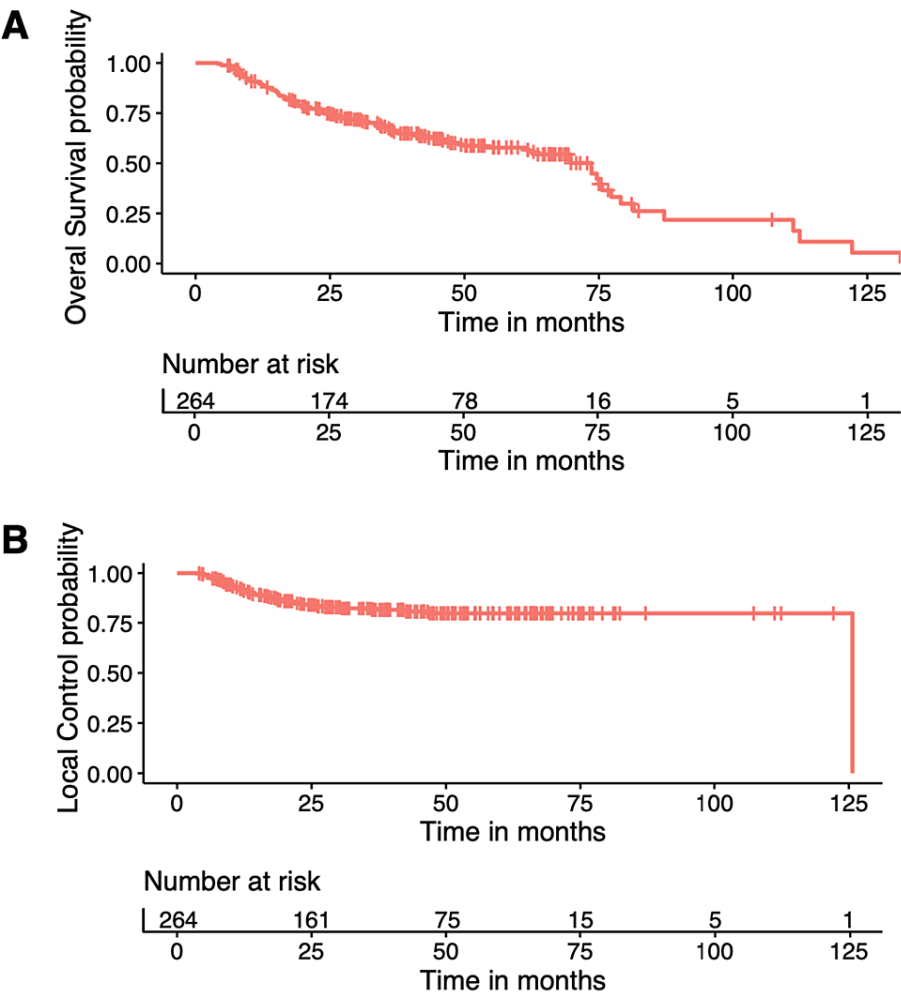 A
Overal Survival probability
1.00
0.75
0.50
0.25
0.00
0 25 50 75 100 125
Time in months
Number at risk
264 174 78 16 5 1
0 25 50 75 100 125
Time in months
B
Local Control probability
1.00
0.75
0.50
0.25
0.00
0 25 50 75 100 125
Time in months
Number at risk
264 161 75 15 5 1
0 25 50 75 100 125
Time in months